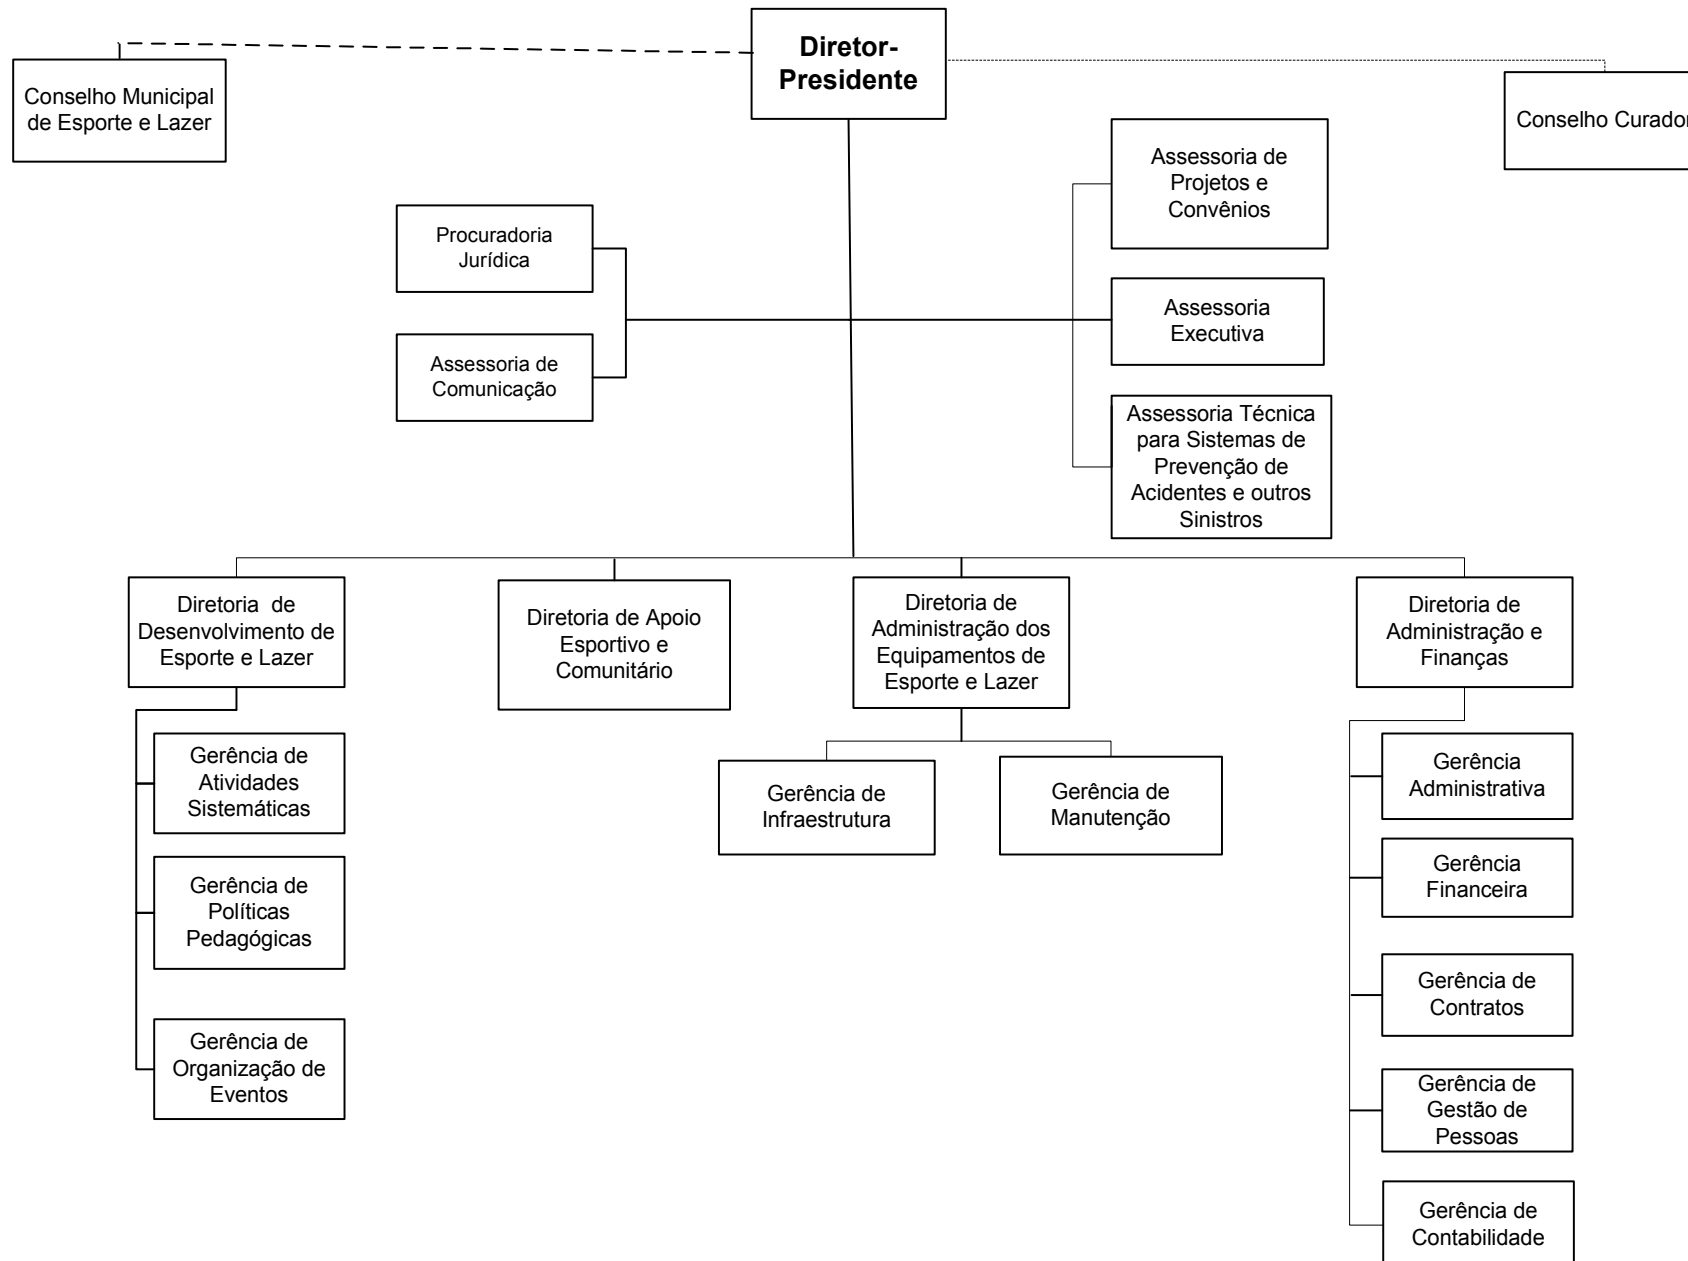 Diretor-
Presidente
Conselho Municipal
de Esporte e Lazer
Conselho Curador
Assessoria de
Projetos e
Convênios
Procuradoria
Jurídica
Assessoria
Executiva
Assessoria de
Comunicação
Assessoria Técnica
para Sistemas de
Prevenção de
Acidentes e outros
Sinistros
Diretoria  de
Desenvolvimento de
Esporte e Lazer
Diretoria de Apoio
Esportivo e
Comunitário
Diretoria de
Administração dos
Equipamentos de
Esporte e Lazer
Diretoria de
Administração e
Finanças
Gerência de
Atividades
Sistemáticas
Gerência de
Políticas
Pedagógicas
Gerência de
Organização de
Eventos
Gerência de
Infraestrutura
Gerência de
Manutenção
Gerência
Administrativa
Gerência
Financeira
Gerência de
Contratos
Gerência de
Gestão de
Pessoas
Gerência de
Contabilidade